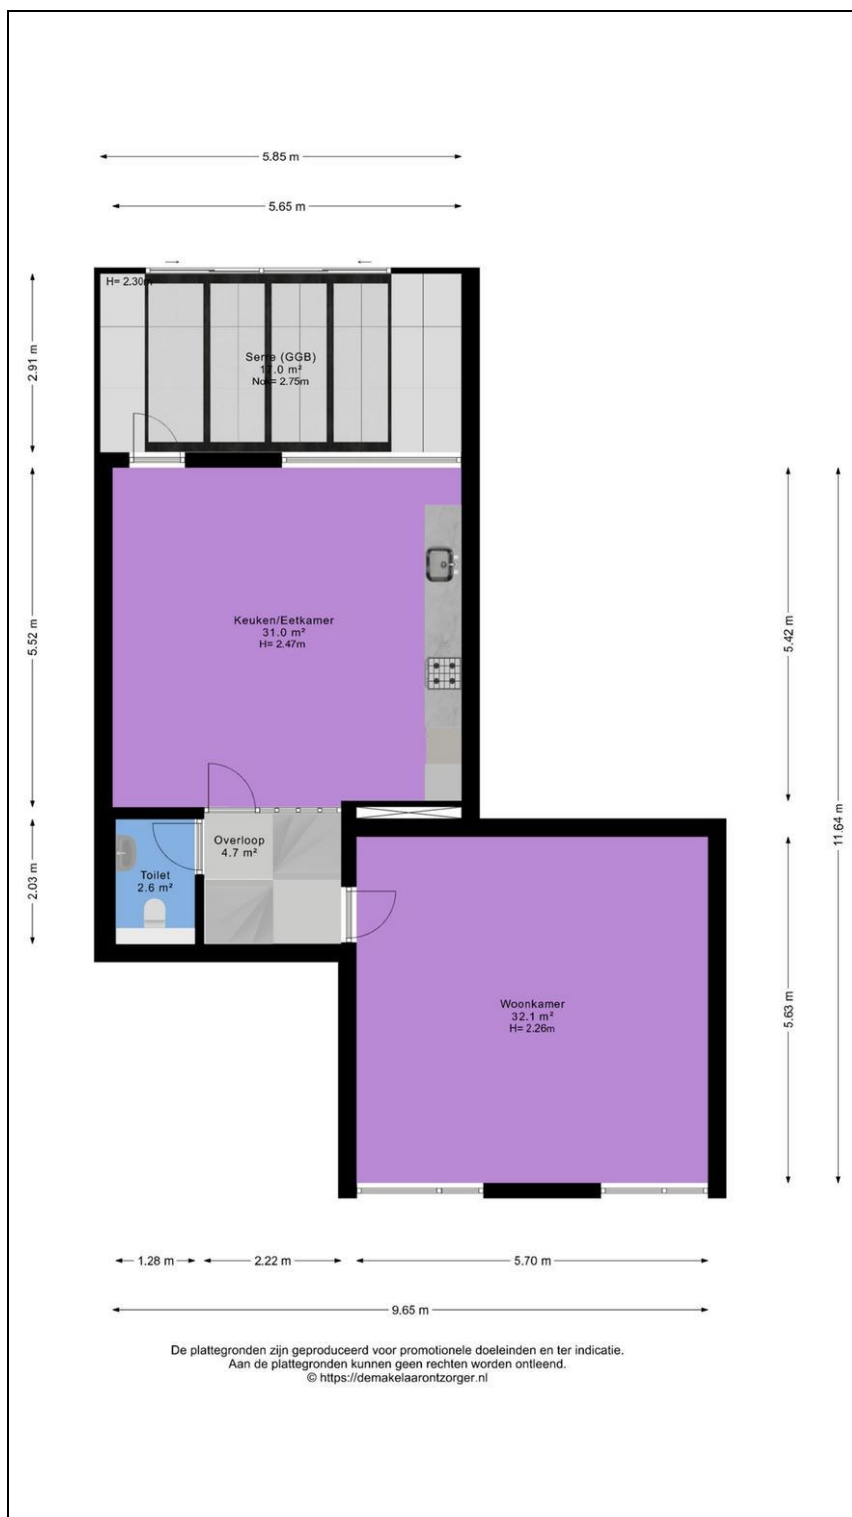 5.85 m
5.65 m
H= 2.30m
2.91 m
Serre (GGB)
17.0 m²
Nok= 2.75m
5.52 m
Keuken/Eetkamer
31.0 m²
H= 2.47m
5.42 m
11.64 m
Overloop
4.7 m²
Toilet
2.6 m²
2.03 m
Woonkamer
32.1 m²
H= 2.26m
5.63 m
1.28 m
2.22 m
5.70 m
9.65 m
De plattegronden zijn geproduceerd voor promotionele doeleinden en ter indicatie.
Aan de plattegronden kunnen geen rechten worden ontleend.
© https://demakelaarontzorger.nl